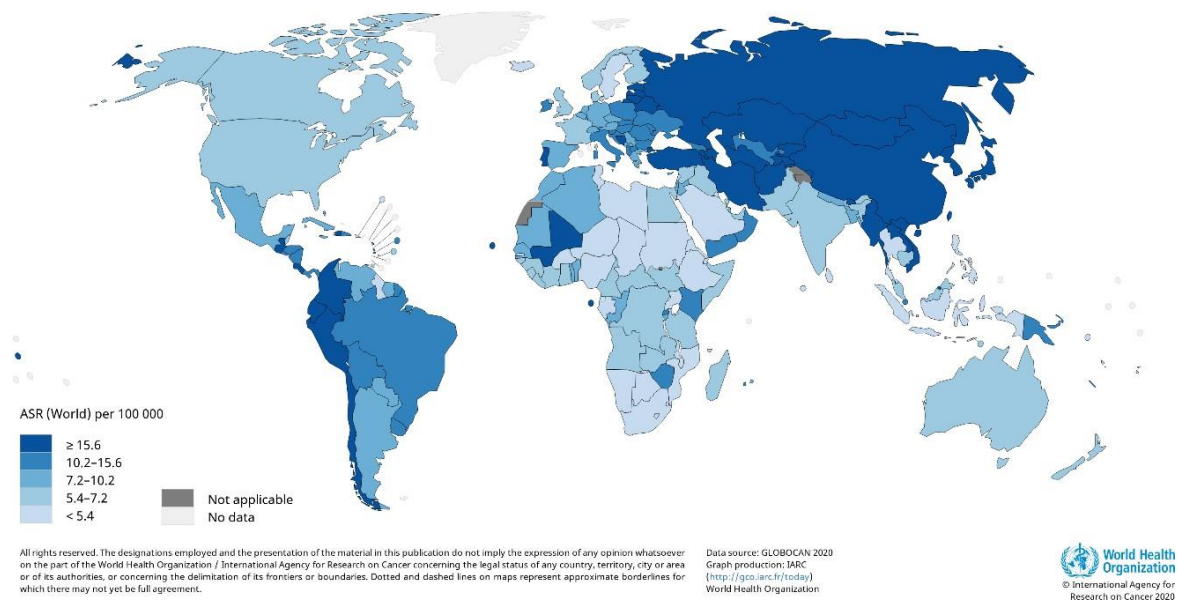 ASR (World) per 100 000
≥ 15.6
10.2–15.6
7.2–10.2
5.4–7.2
< 5.4
Not applicable
No data
All rights reserved. The designations employed and the presentation of the material in this publication do not imply the expression of any opinion whatsoever
on the part of the World Health Organization / International Agency for Research on Cancer concerning the legal status of any country, territory, city or area
or of its authorities, or concerning the delimitation of its frontiers or boundaries. Dotted and dashed lines on maps represent approximate borderlines for
which there may not yet be full agreement.
Data source: GLOBOCAN 2020
Graph production: IARC
(http://gco.iarc.fr/today)
World Health Organization
World Health
Organization
© International Agency for
Research on Cancer 2020